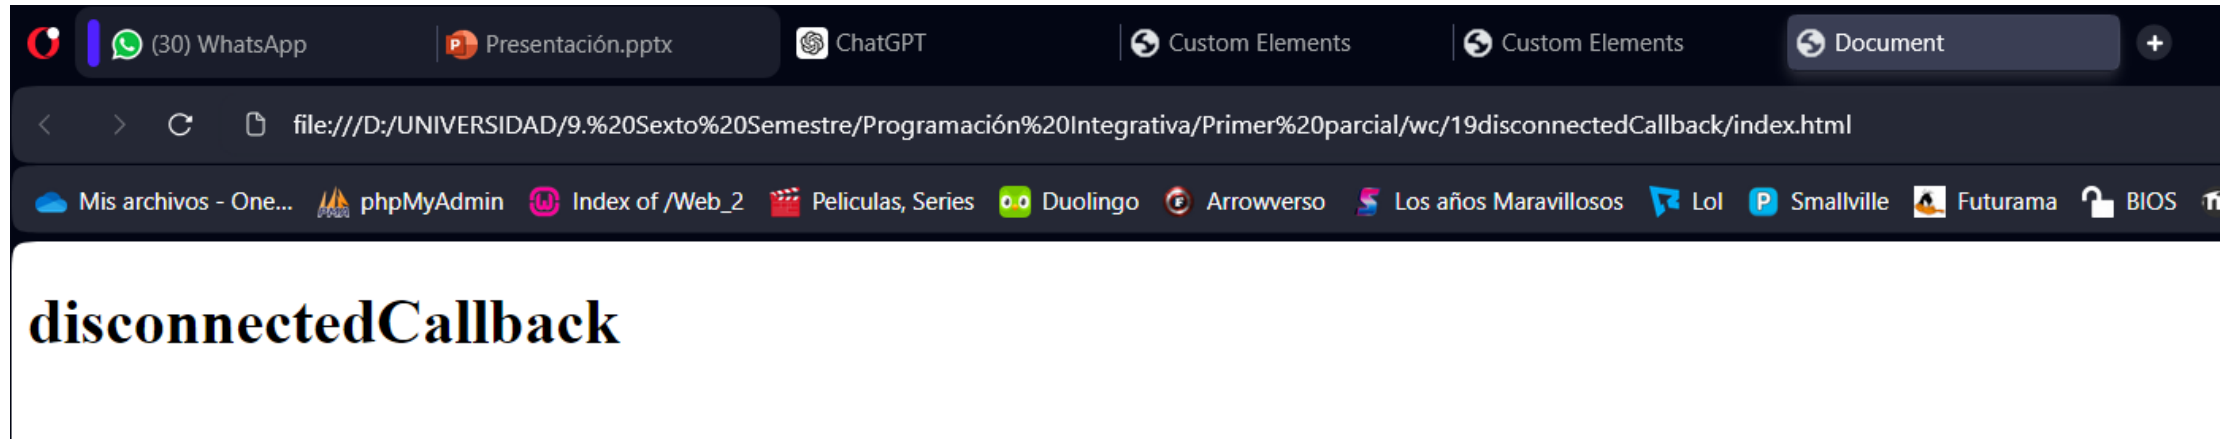 (30) WhatsApp Presentación.pptx ChatGPT Custom Elements Custom Elements Document
file:///D:/UNIVERSIDAD/9.%20Sexto%20Semestre/Programación%20Integrativa/Primer%20parcial/wc/19disconnectedCallback/index.html
Mis archivos - One... phpMyAdmin Index of /Web_2 Peliculas, Series Duolingo Arrowverso Los años Maravillosos Lol Smallville Futurama BIOS
disconnectedCallback